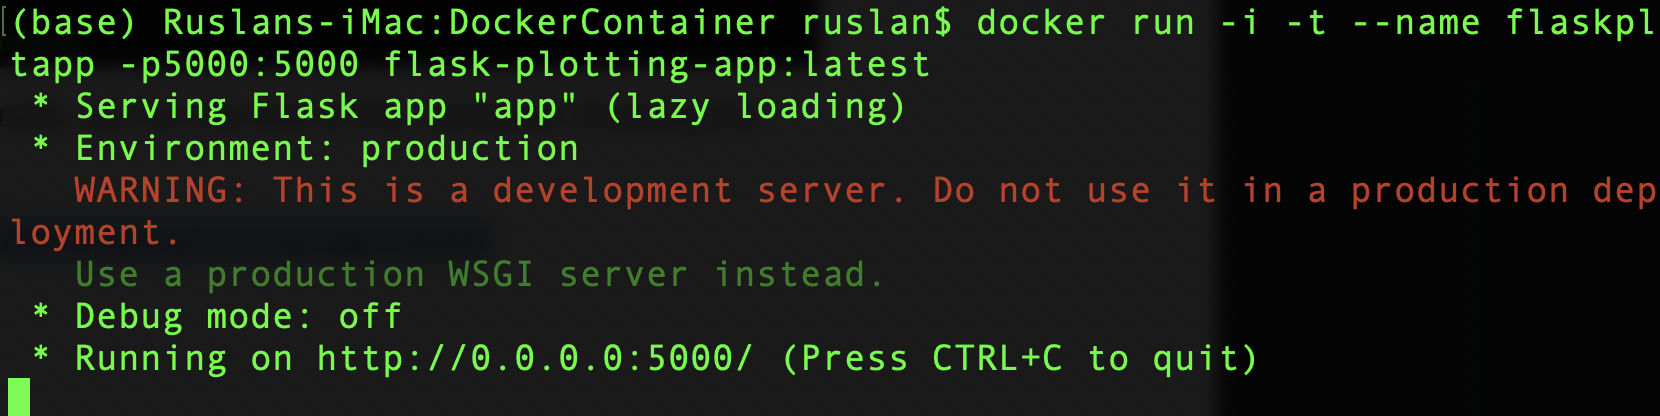 (base) Ruslans-iMac:DockerContainer ruslan$ docker run -i -t --name flaskpl
tapp -p5000:5000 flask-plotting-app:latest
 * Serving Flask app "app" (lazy loading)
 * Environment: production
   WARNING: This is a development server. Do not use it in a production dep
loyment.
   Use a production WSGI server instead.
 * Debug mode: off
 * Running on http://0.0.0.0:5000/ (Press CTRL+C to quit)